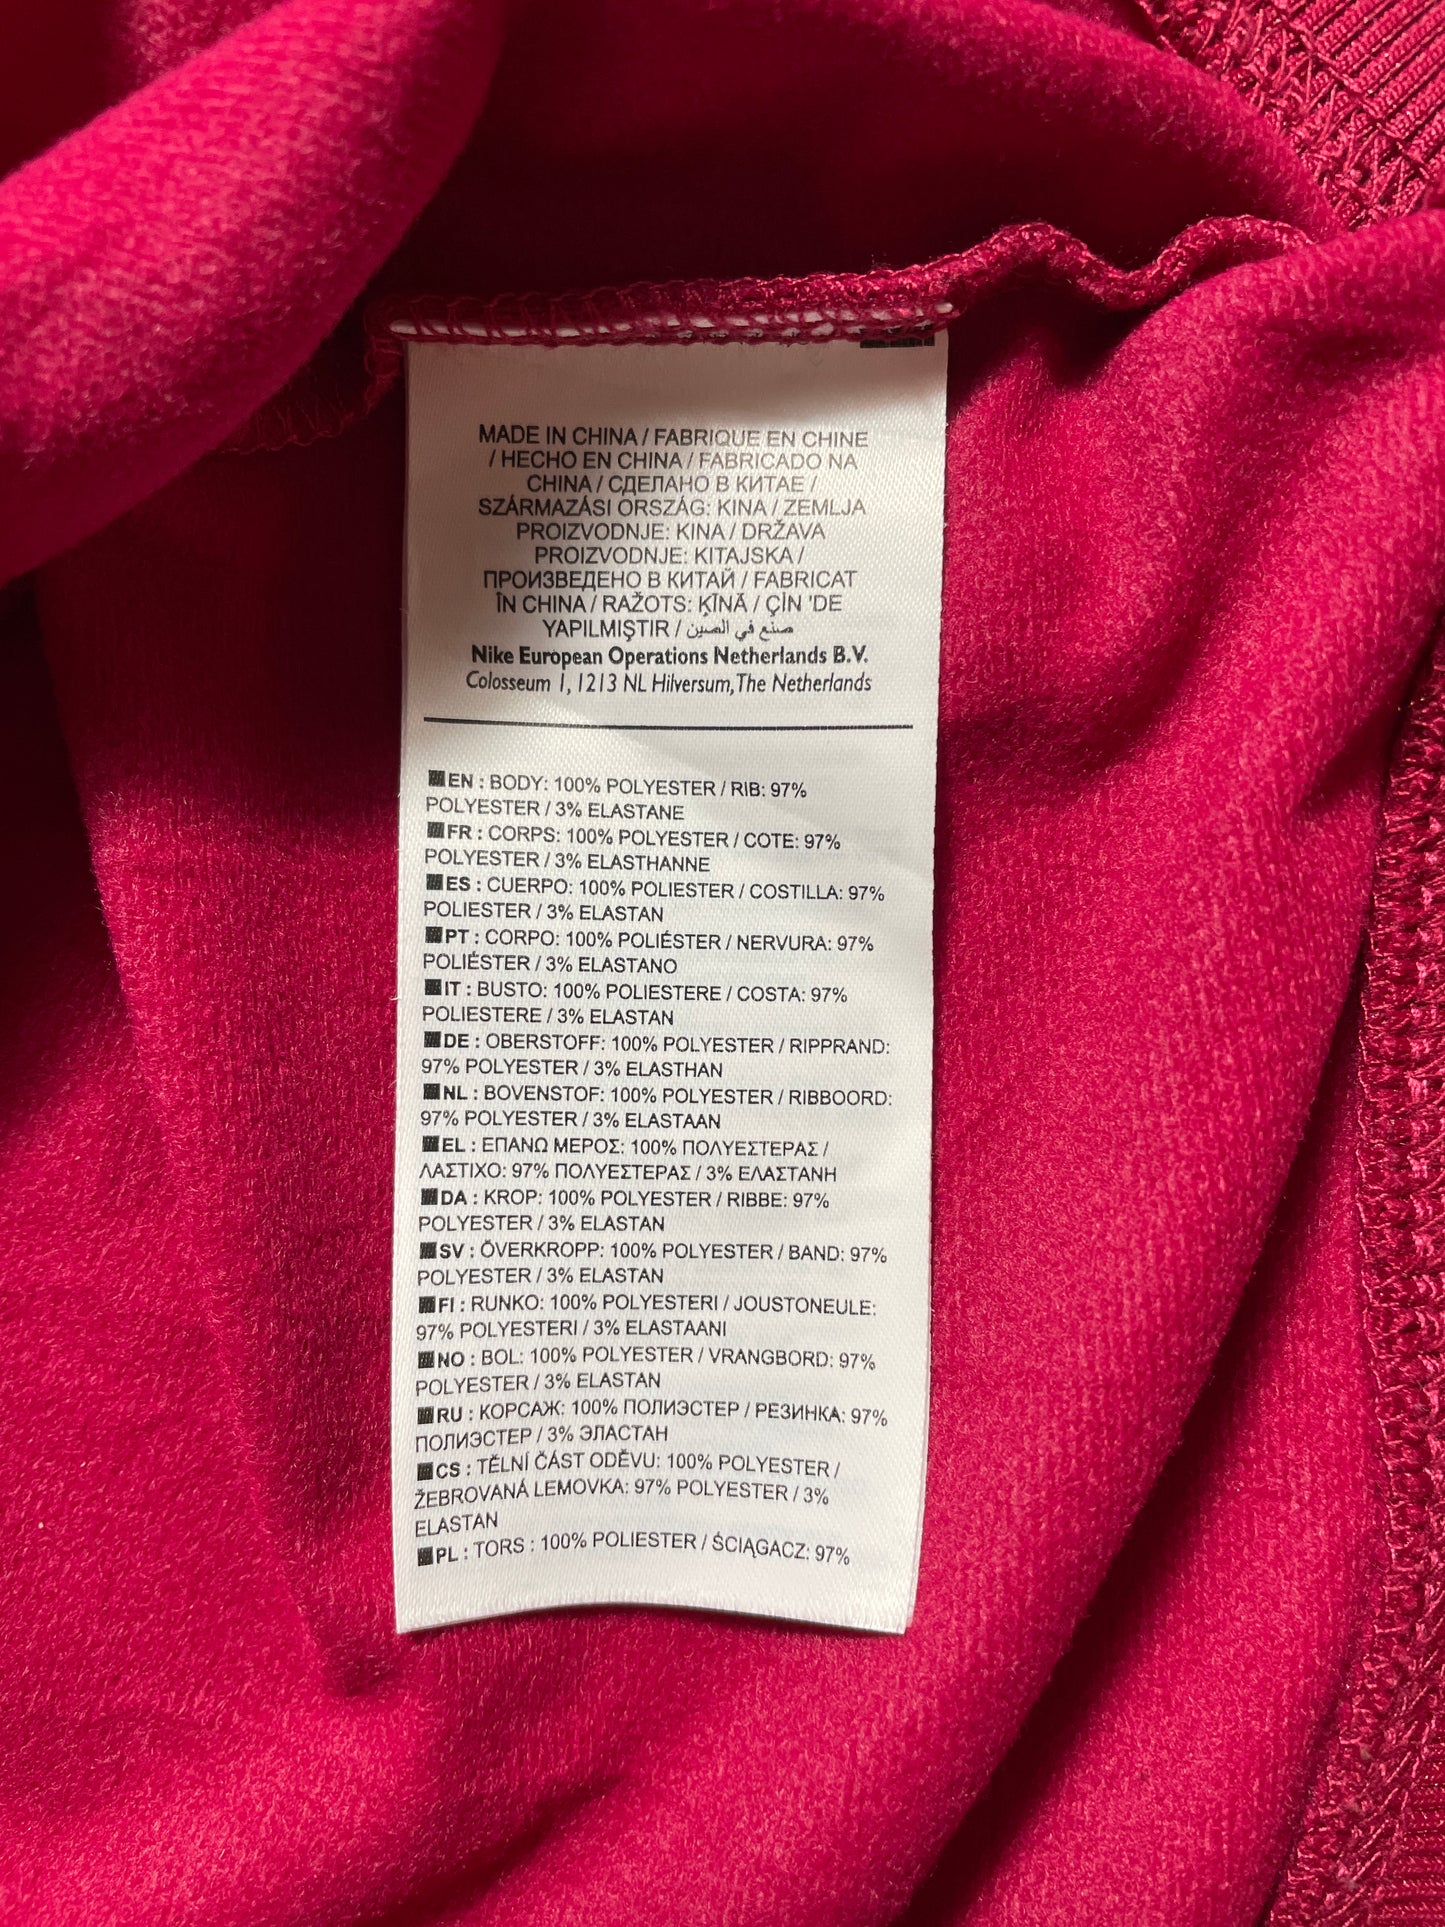 MADE IN CHINA / FABRIQUE EN CHINE
/ HECHO EN CHINA / FABRICADO NA
CHINA / СДЕЛАНО В КИТАЕ /
SZÁRMAZÁSI ORSZÁG: KINA / ZEMLJA
PROIZVODNJE: KINA / DRŽAVA
PROIZVODNJE: KITAJSKA /
ПРОИЗВЕДЕНО В КИТАЙ / FABRICAT
ÎN CHINA / RAŽOTS: ĶĪNĀ / ÇİN 'DE
YAPILMIŞTIR / صنع في الصين
Nike European Operations Netherlands B.V.
Colosseum 1, 1213 NL Hilversum, The Netherlands
EN : BODY: 100% POLYESTER / RIB: 97%
POLYESTER / 3% ELASTANE
FR : CORPS: 100% POLYESTER / COTE: 97%
POLYESTER / 3% ELASTHANNE
ES : CUERPO: 100% POLIESTER / COSTILLA: 97%
POLIESTER / 3% ELASTAN
PT : CORPO: 100% POLIÉSTER / NERVURA: 97%
POLIÉSTER / 3% ELASTANO
IT : BUSTO: 100% POLIESTERE / COSTA: 97%
POLIESTERE / 3% ELASTAN
DE : OBERSTOFF: 100% POLYESTER / RIPPRAND:
97% POLYESTER / 3% ELASTHAN
NL : BOVENSTOF: 100% POLYESTER / RIBBOORD:
97% POLYESTER / 3% ELASTAAN
EL : ΕΠΑΝΩ ΜΕΡΟΣ: 100% ΠΟΛΥΕΣΤΕΡΑΣ /
ΛΑΣΤΙΧΟ: 97% ΠΟΛΥΕΣΤΕΡΑΣ / 3% ΕΛΑΣΤΑΝΗ
DA : KROP: 100% POLYESTER / RIBBE: 97%
POLYESTER / 3% ELASTAN
SV : ÖVERKROPP: 100% POLYESTER / BAND: 97%
POLYESTER / 3% ELASTAN
FI : RUNKO: 100% POLYESTERI / JOUSTONEULE:
97% POLYESTERI / 3% ELASTAANI
NO : BOL: 100% POLYESTER / VRANGBORD: 97%
POLYESTER / 3% ELASTAN
RU : КОРСАЖ: 100% ПОЛИЭСТЕР / РЕЗИНКА: 97%
ПОЛИЭСТЕР / 3% ЭЛАСТАН
CS : TĚLNÍ ČÁST ODĚVU: 100% POLYESTER /
ŽEBROVANÁ LEMOVKA: 97% POLYESTER / 3%
ELASTAN
PL : TORS : 100% POLIESTER / ŚCIĄGACZ: 97%